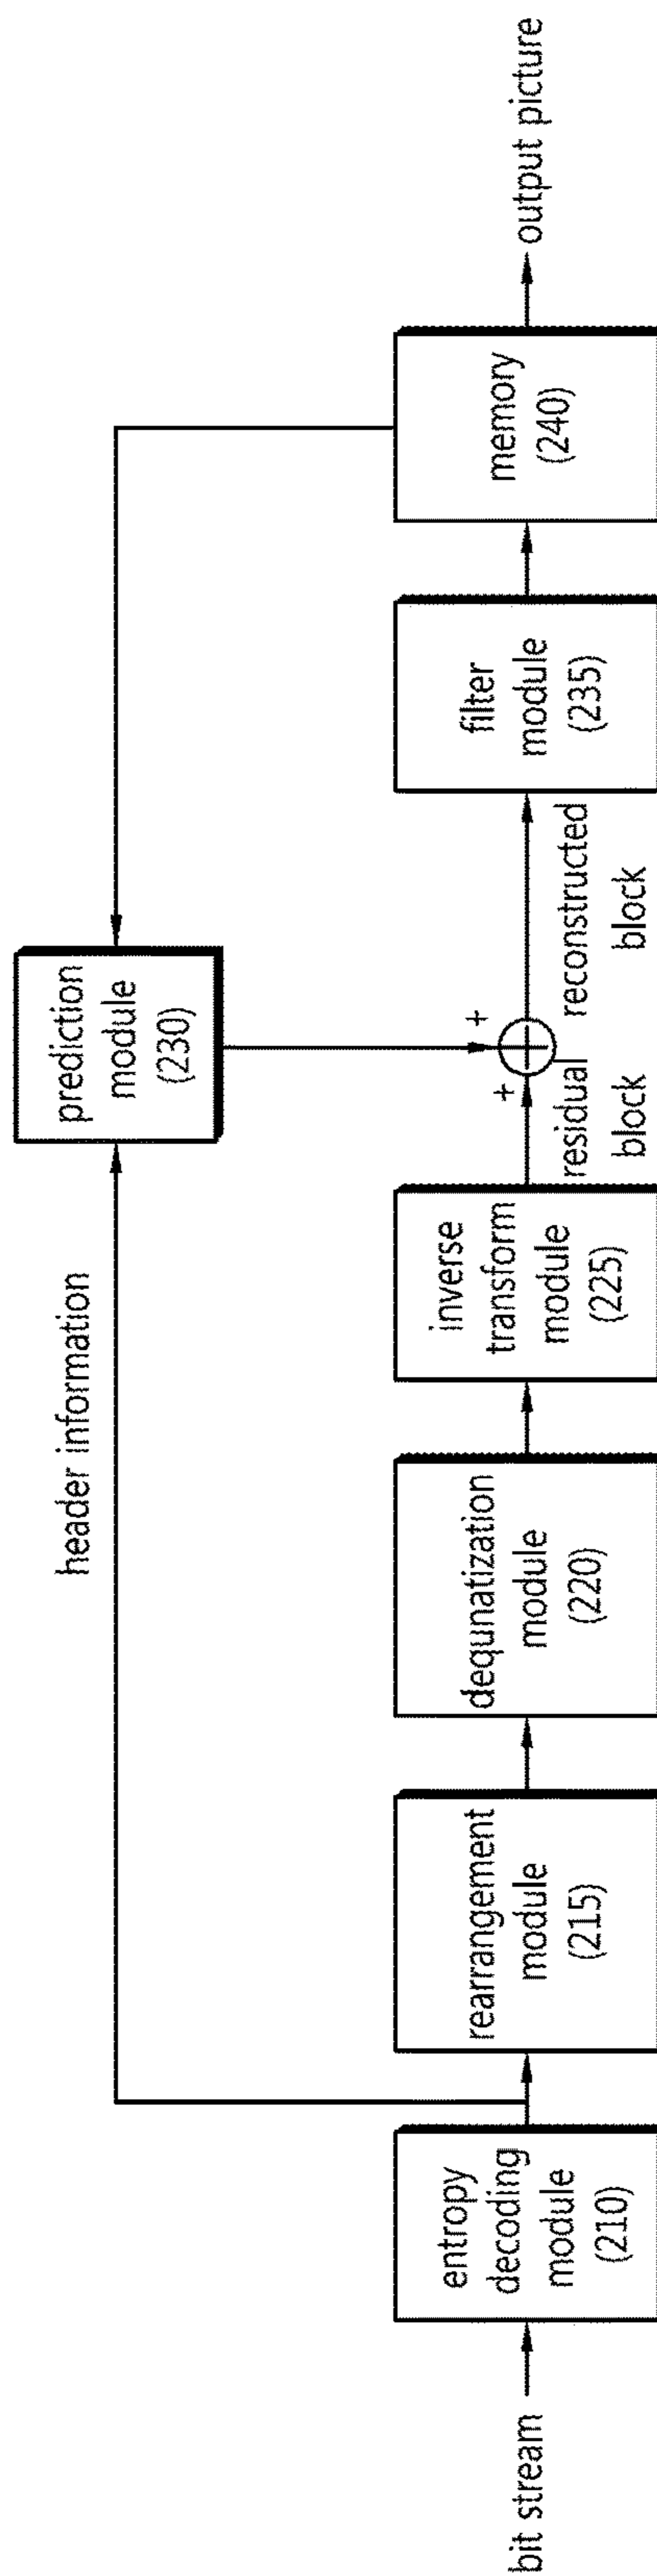 header information
prediction
module
(230)
bit stream
entropy
decoding
module
(210)
rearrangement
module
(215)
dequnatization
module
(220)
inverse
transform
module
(225)
+
+
residual
block
reconstructed
block
filter
module
(235)
memory
(240)
output picture